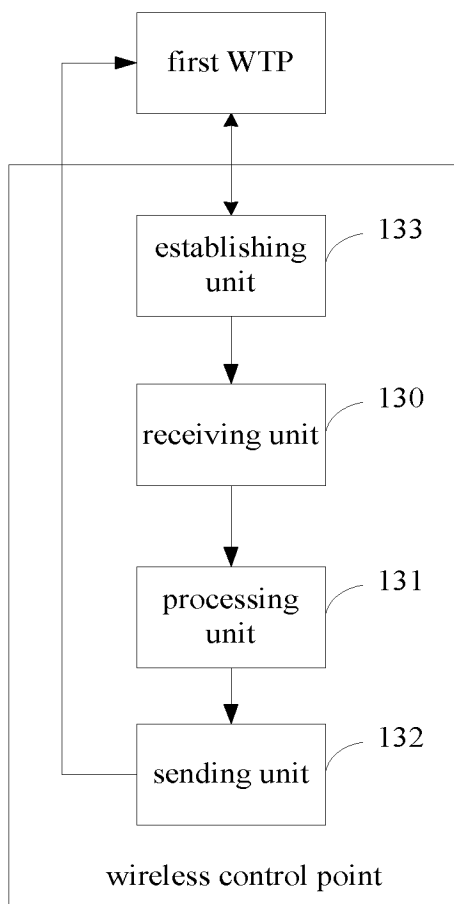 first WTP
establishing
unit
133
receiving unit
130
processing
unit
131
sending unit
132
wireless control point